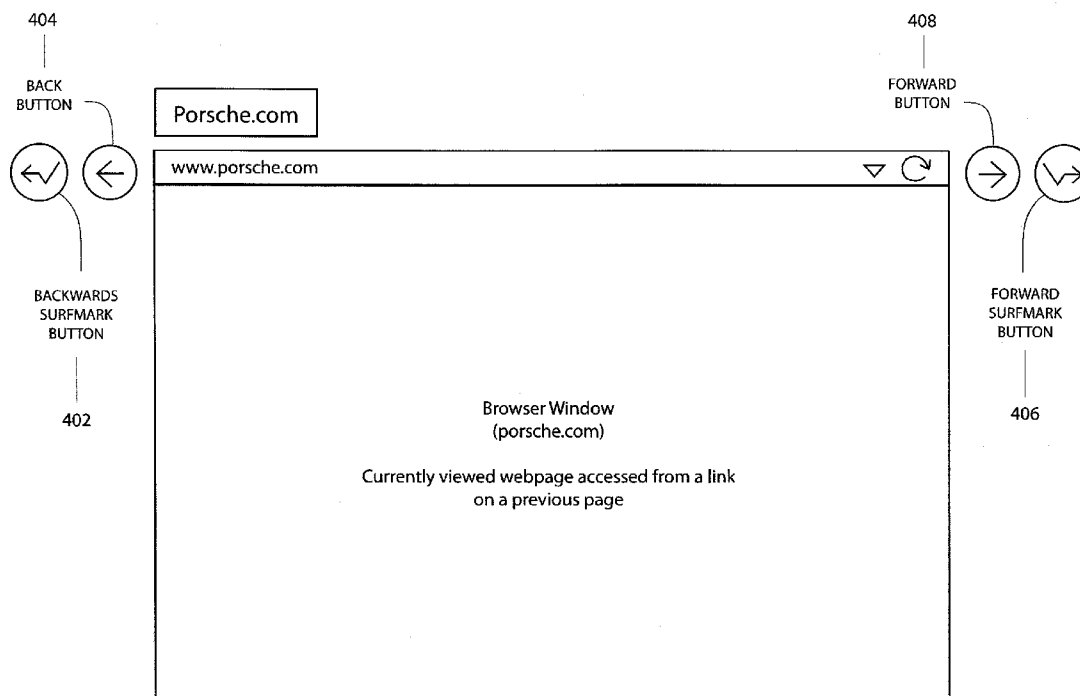 404
BACK
BUTTON
408
FORWARD
BUTTON
Porsche.com
www.porsche.com
BACKWARDS
SURFMARK
BUTTON
402
FORWARD
SURFMARK
BUTTON
406
Browser Window
(porsche.com)
Currently viewed webpage accessed from a link
on a previous page